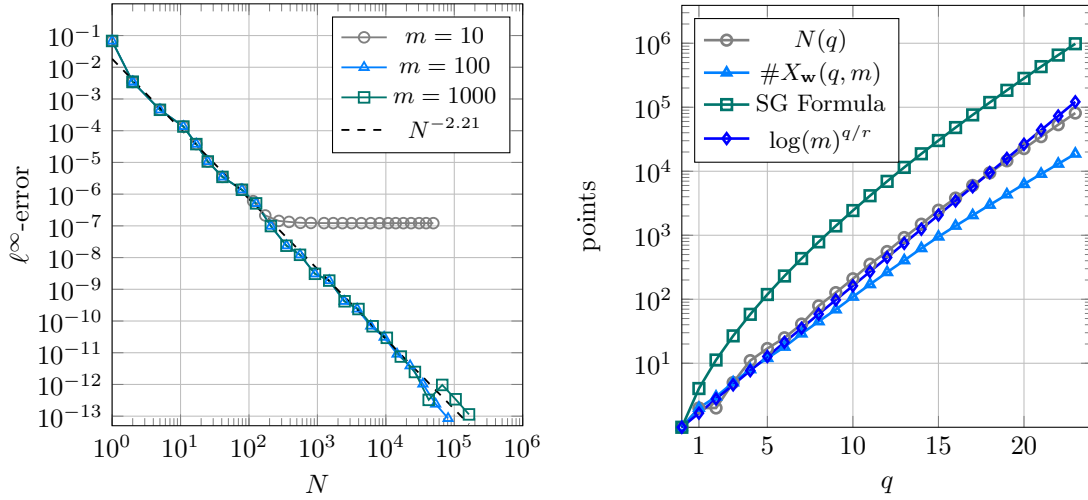 10^{-1}
10^{-2}
10^{-3}
10^{-4}
10^{-5}
10^{-6}
10^{-7}
10^{-8}
10^{-9}
10^{-10}
10^{-11}
10^{-12}
10^{-13}
ℓ^∞-error
10^0 10^1 10^2 10^3 10^4 10^5 10^6
N
m = 10
m = 100
m = 1000
N^{-2.21}
10^6
10^5
10^4
10^3
10^2
10^1
points
1 5 10 15 20
q
N(q)
#X_w(q, m)
SG Formula
log(m)^{q/r}